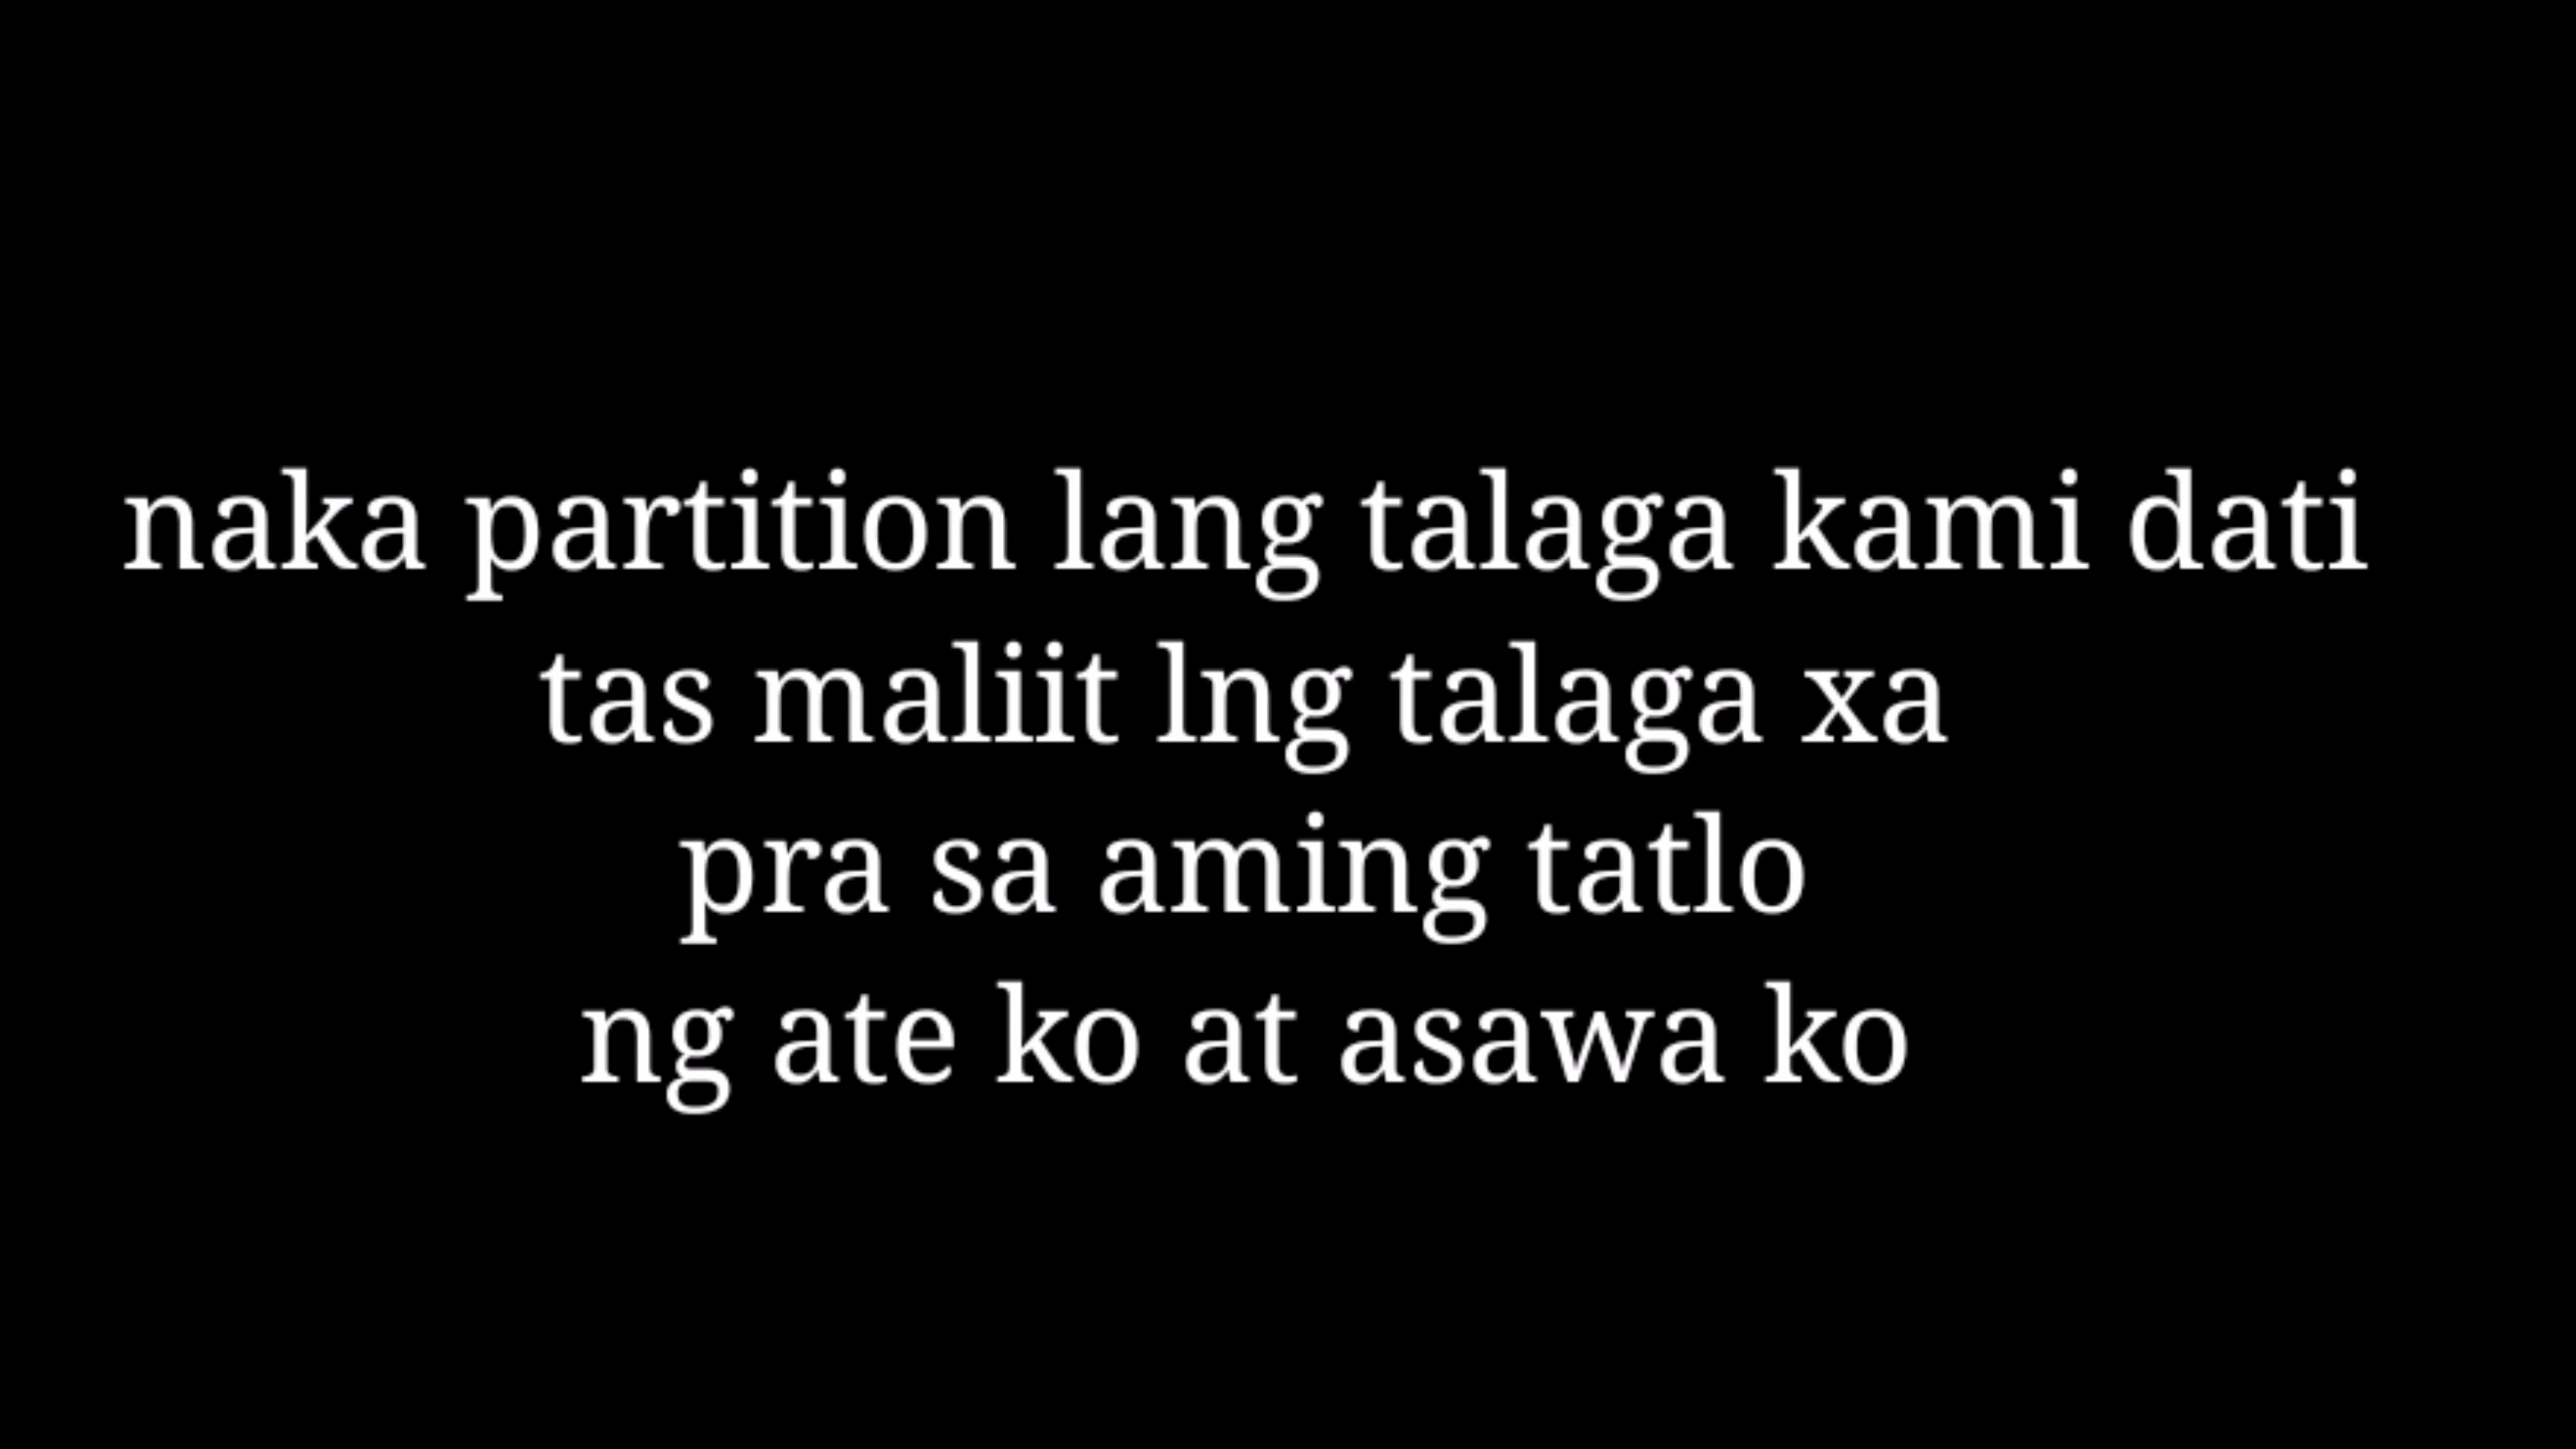 naka partition lang talaga kami dati
tas maliit lng talaga xa
pra sa aming tatlo
ng ate ko at asawa ko